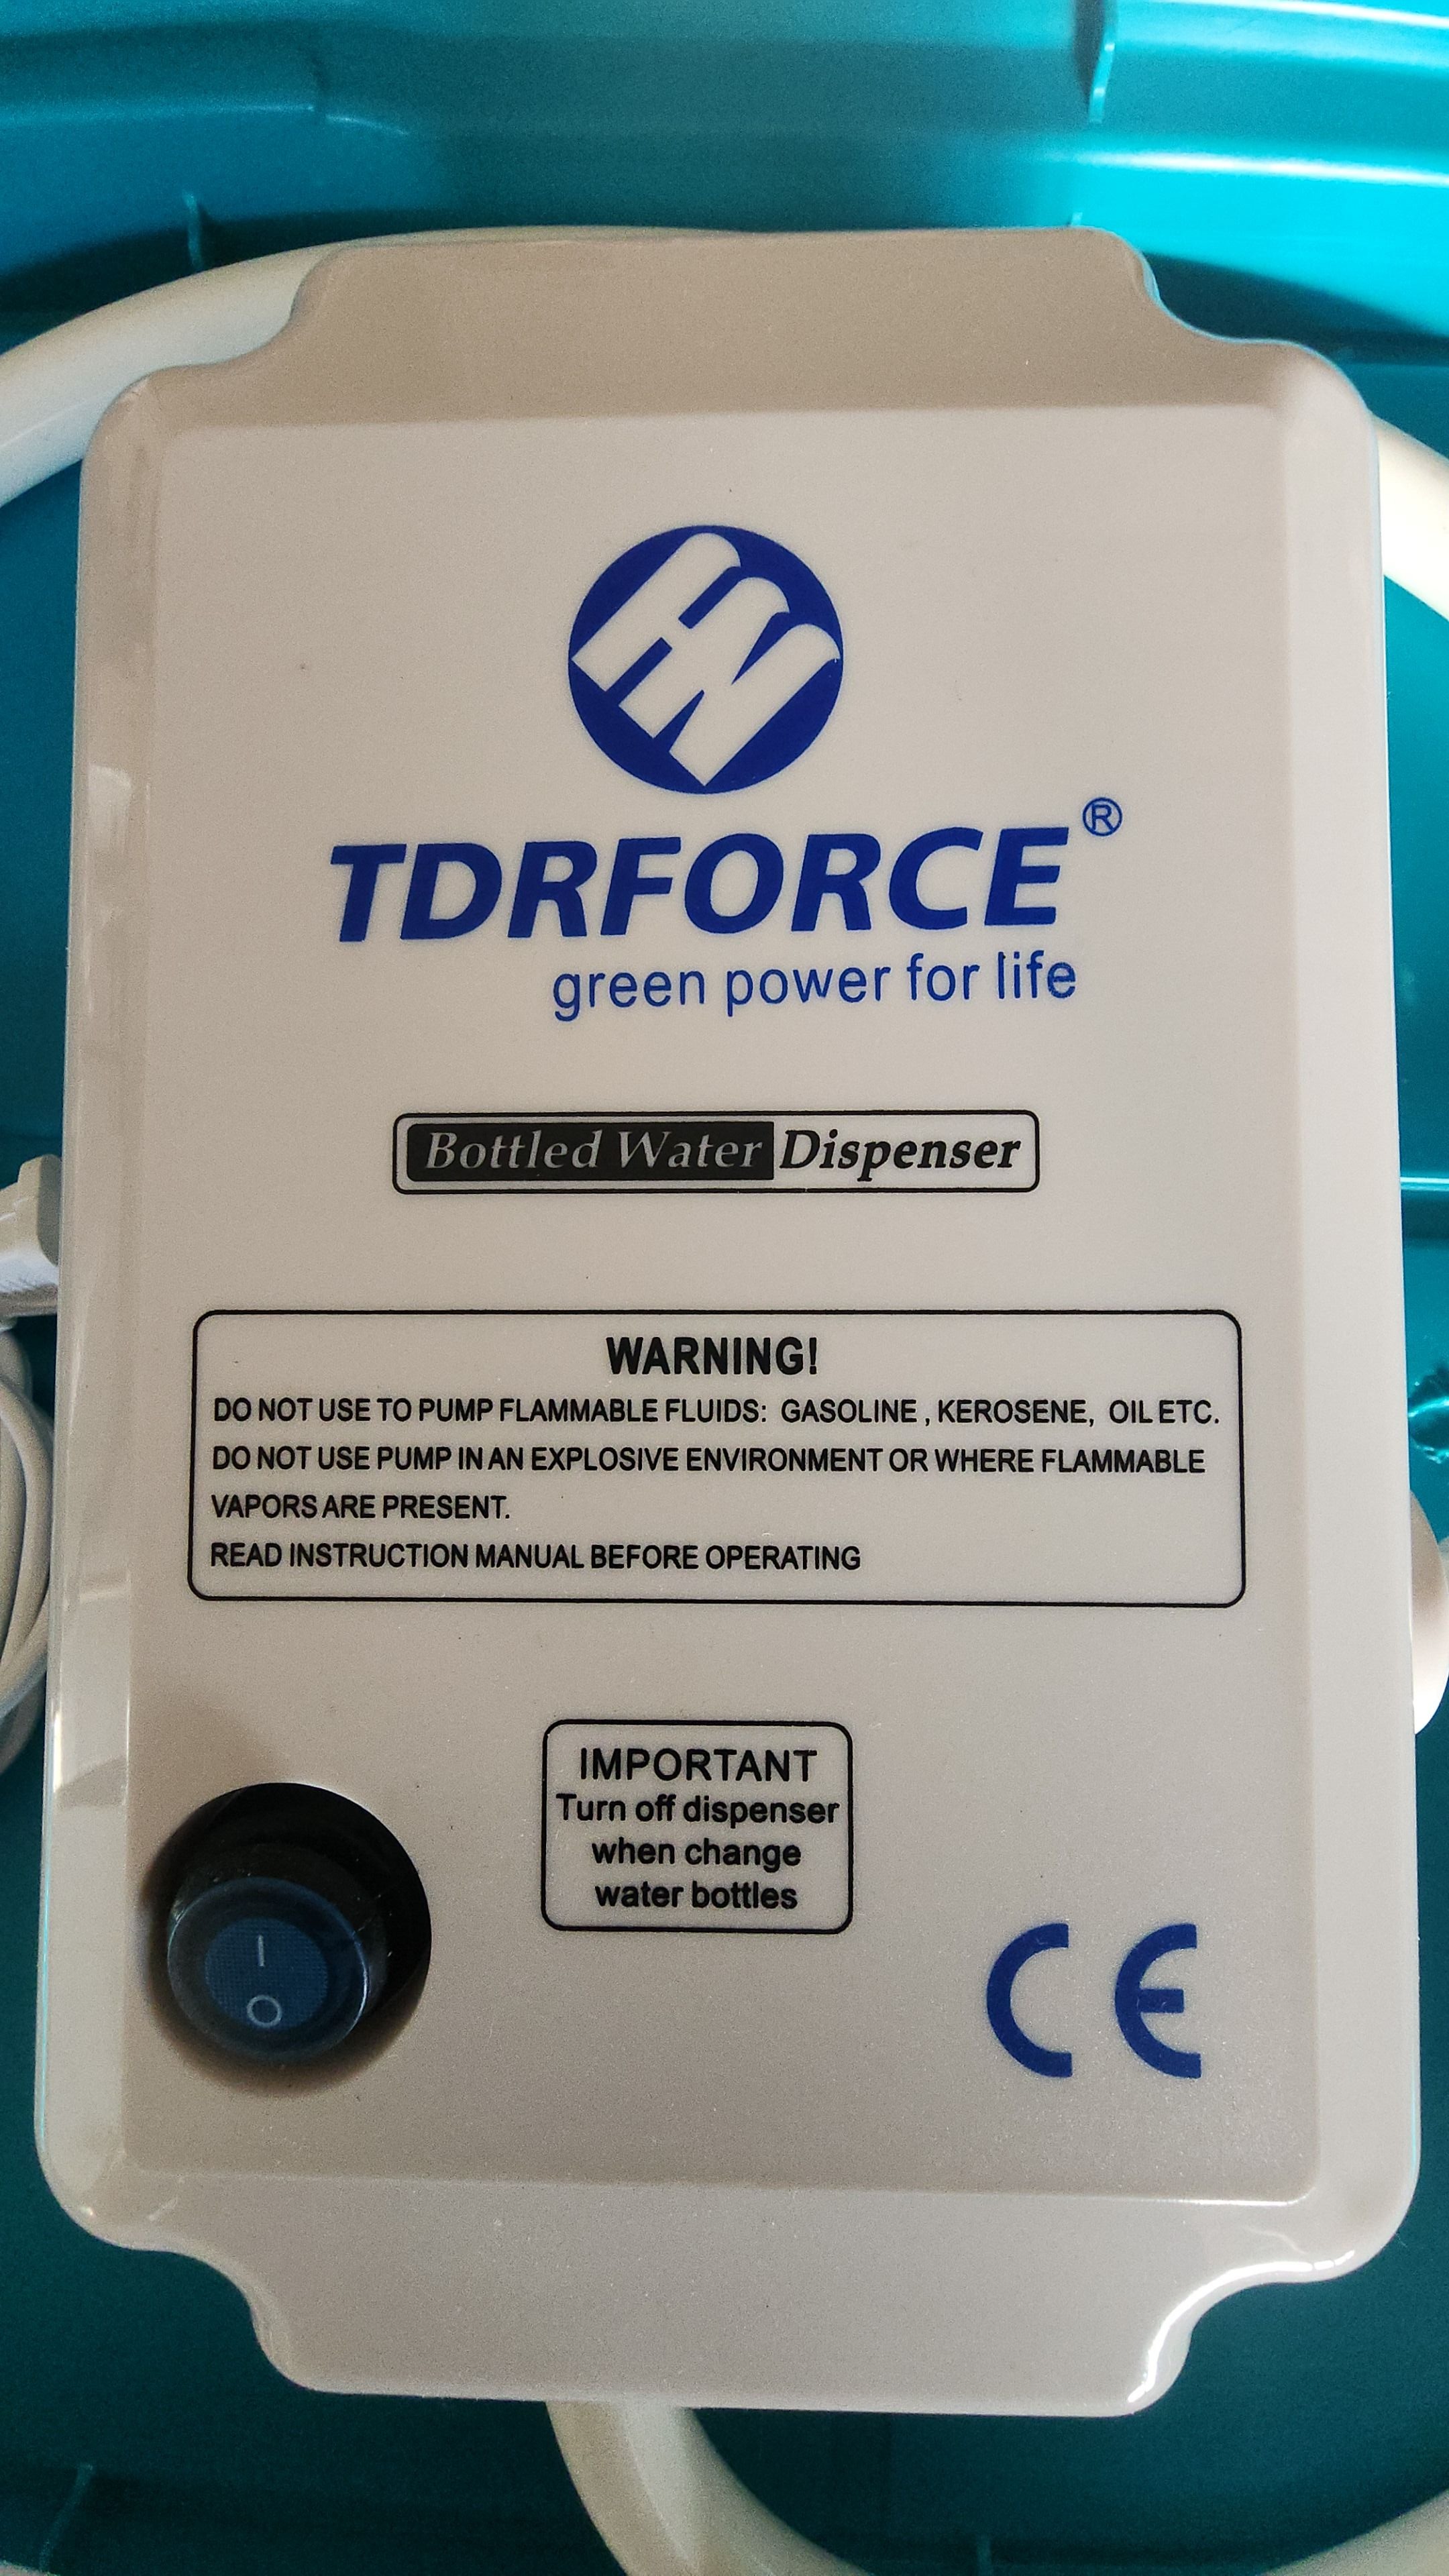 TDRFORCE®
green power for life
Bottled Water Dispenser
WARNING!
DO NOT USE TO PUMP FLAMMABLE FLUIDS: GASOLINE , KEROSENE, OIL ETC.
DO NOT USE PUMP IN AN EXPLOSIVE ENVIRONMENT OR WHERE FLAMMABLE
VAPORS ARE PRESENT.
READ INSTRUCTION MANUAL BEFORE OPERATING
IMPORTANT
Turn off dispenser
when change
water bottles
I
O
CE